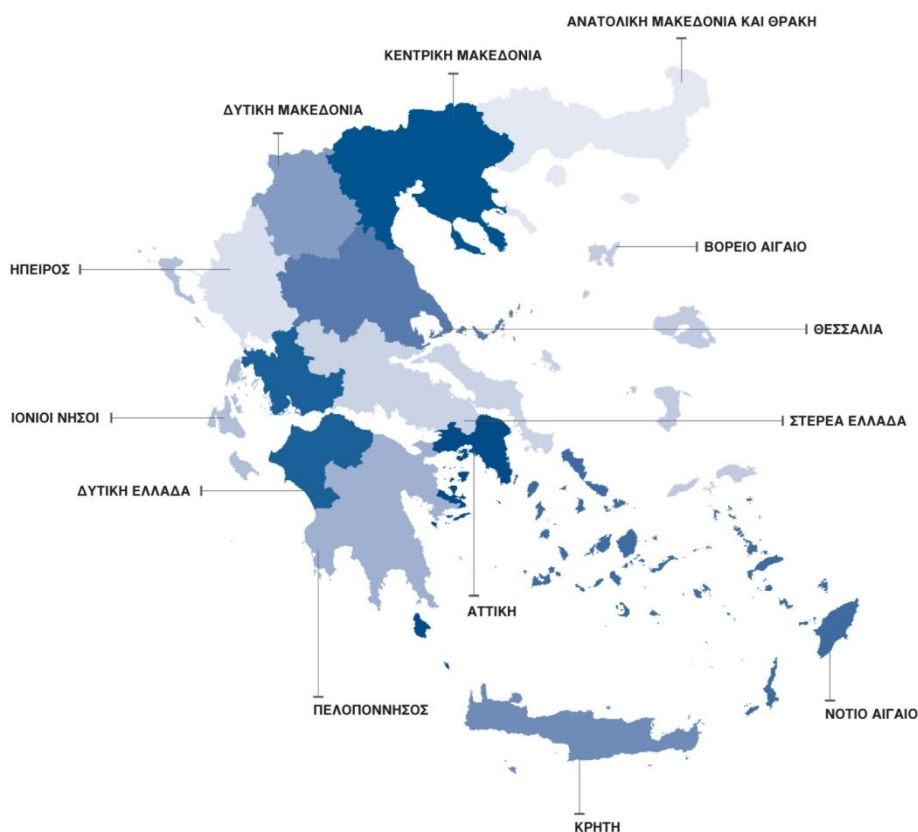 ΑΝΑΤΟΛΙΚΗ ΜΑΚΕΔΟΝΙΑ ΚΑΙ ΘΡΑΚΗ
ΚΕΝΤΡΙΚΗ ΜΑΚΕΔΟΝΙΑ
ΔΥΤΙΚΗ ΜΑΚΕΔΟΝΙΑ
ΒΟΡΕΙΟ ΑΙΓΑΙΟ
ΗΠΕΙΡΟΣ
ΘΕΣΣΑΛΙΑ
ΙΟΝΙΟΙ ΝΗΣΟΙ
ΣΤΕΡΕΑ ΕΛΛΑΔΑ
ΔΥΤΙΚΗ ΕΛΛΑΔΑ
ΑΤΤΙΚΗ
ΠΕΛΟΠΟΝΝΗΣΟΣ
ΝΟΤΙΟ ΑΙΓΑΙΟ
ΚΡΗΤΗ